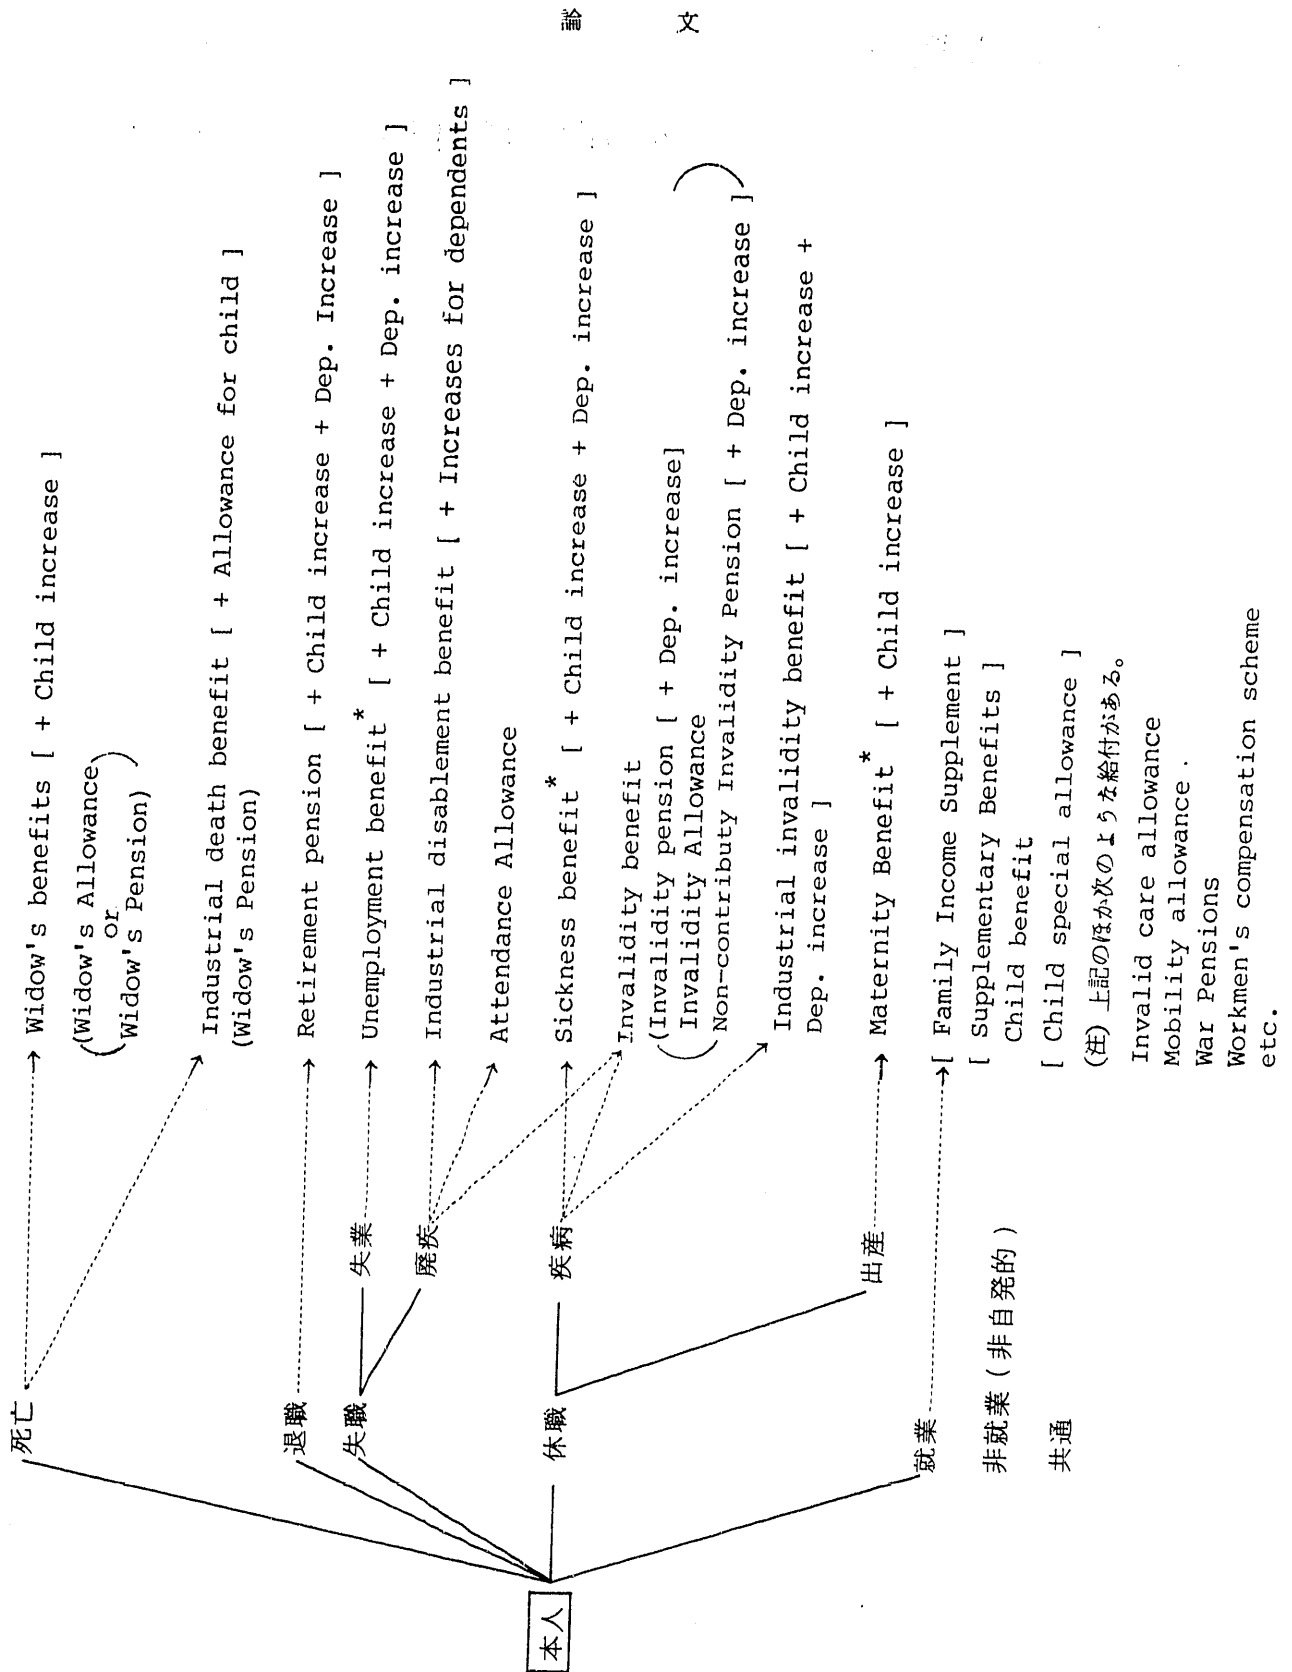 論 文
本人
死亡
退職
失職
休職
就業
非就業(非自発的)
共通
失業
廃疾
疾病
出産
Widow's benefits [ + Child increase ]
(Widow's Allowance
or
Widow's Pension)
Industrial death benefit [ + Allowance for child ]
(Widow's Pension)
Retirement pension [ + Child increase + Dep. Increase ]
Unemployment benefit* [ + Child increase + Dep. increase ]
Industrial disablement benefit [ + Increases for dependents ]
Attendance Allowance
Sickness benefit* [ + Child increase + Dep. increase ]
Invalidity benefit
(Invalidity pension [ + Dep. increase]
Invalidity Allowance
Non-contributy Invalidity Pension [ + Dep. increase ])
Industrial invalidity benefit [ + Child increase +
Dep. increase ]
Maternity Benefit* [ + Child increase ]
[ Family Income Supplement ]
[ Supplementary Benefits ]
Child benefit
[ Child special allowance ]
(注)上記のほか次のような給付がある。
Invalid care allowance
Mobility allowance.
War Pensions
Workmen's compensation scheme
etc.